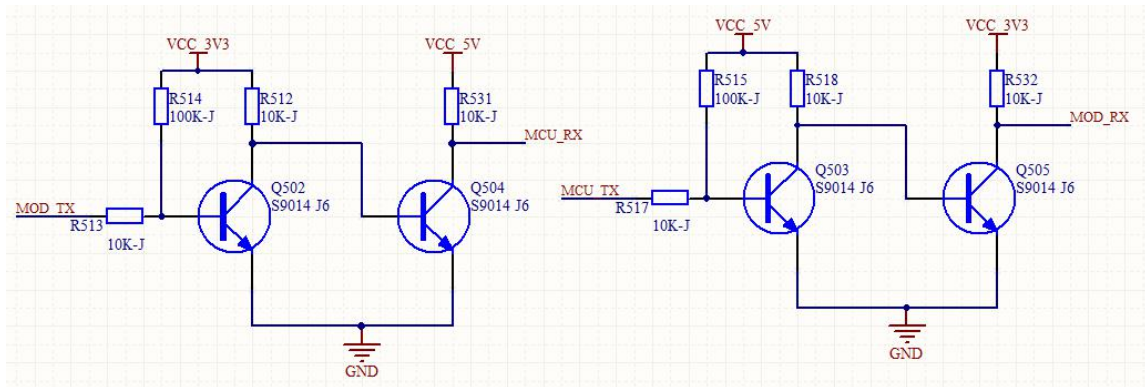 VCC_3V3
R514
100K-J
R512
10K-J
VCC_5V
R531
10K-J
MCU_RX
Q502
S9014 J6
Q504
S9014 J6
MOD_TX
R513
10K-J
GND
VCC_5V
R515
100K-J
R518
10K-J
VCC_3V3
R532
10K-J
MOD_RX
Q503
S9014 J6
Q505
S9014 J6
MCU_TX
R517
10K-J
GND